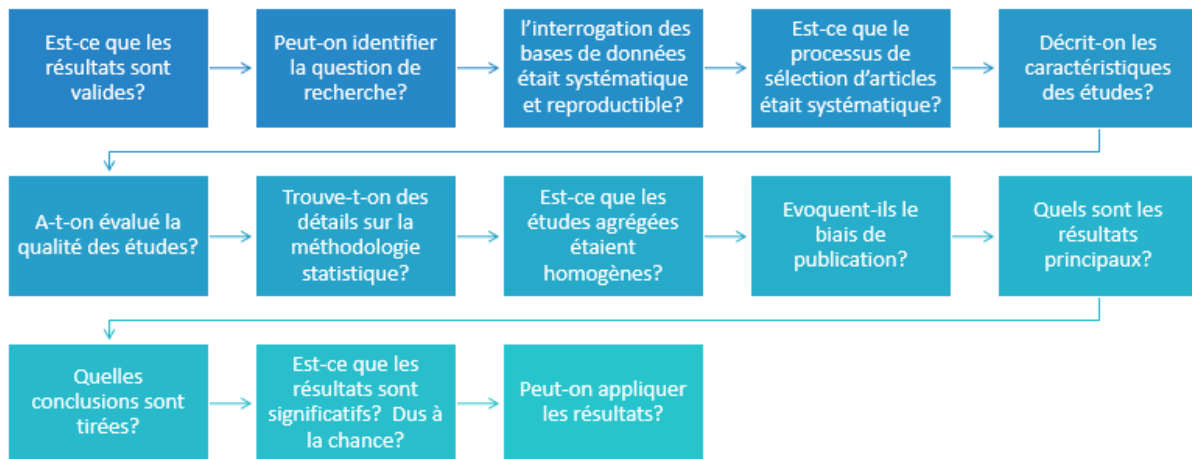 Est-ce que les
résultats sont
valides?
Peut-on identifier
la question de
recherche?
l’interrogation des
bases de données
était systématique
et reproductible?
Est-ce que le
processus de
sélection d’articles
était systématique?
Décrit-on les
caractéristiques
des études?
A-t-on évalué la
qualité des études?
Trouve-t-on des
détails sur la
méthodologie
statistique?
Est-ce que les
études agrégées
étaient
homogènes?
Evoquent-ils le
biais de
publication?
Quels sont les
résultats
principaux?
Quelles
conclusions sont
tirées?
Est-ce que les
résultats sont
significatifs?  Dus à
la chance?
Peut-on appliquer
les résultats?